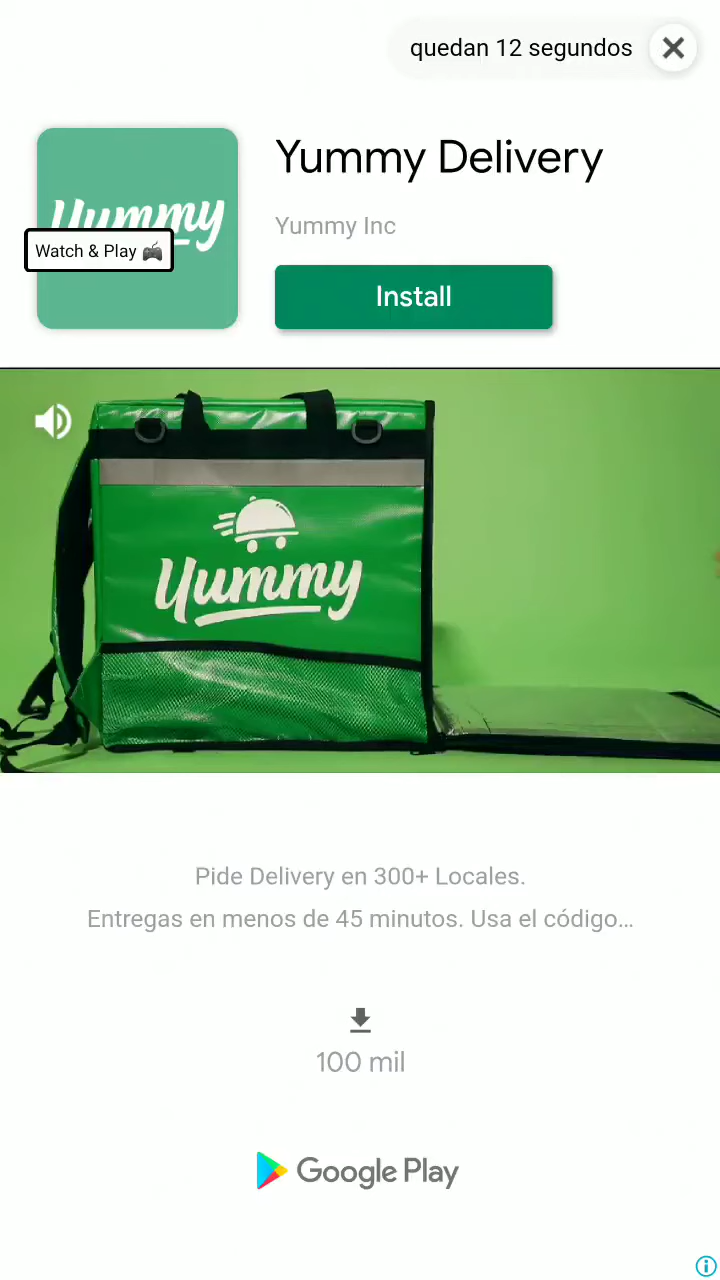 quedan 12 segundos
Yummy Delivery
Yummy Inc
Yummy
Watch & Play
Install
Yummy
Pide Delivery en 300+ Locales.
Entregas en menos de 45 minutos. Usa el código...
100 mil
Google Play